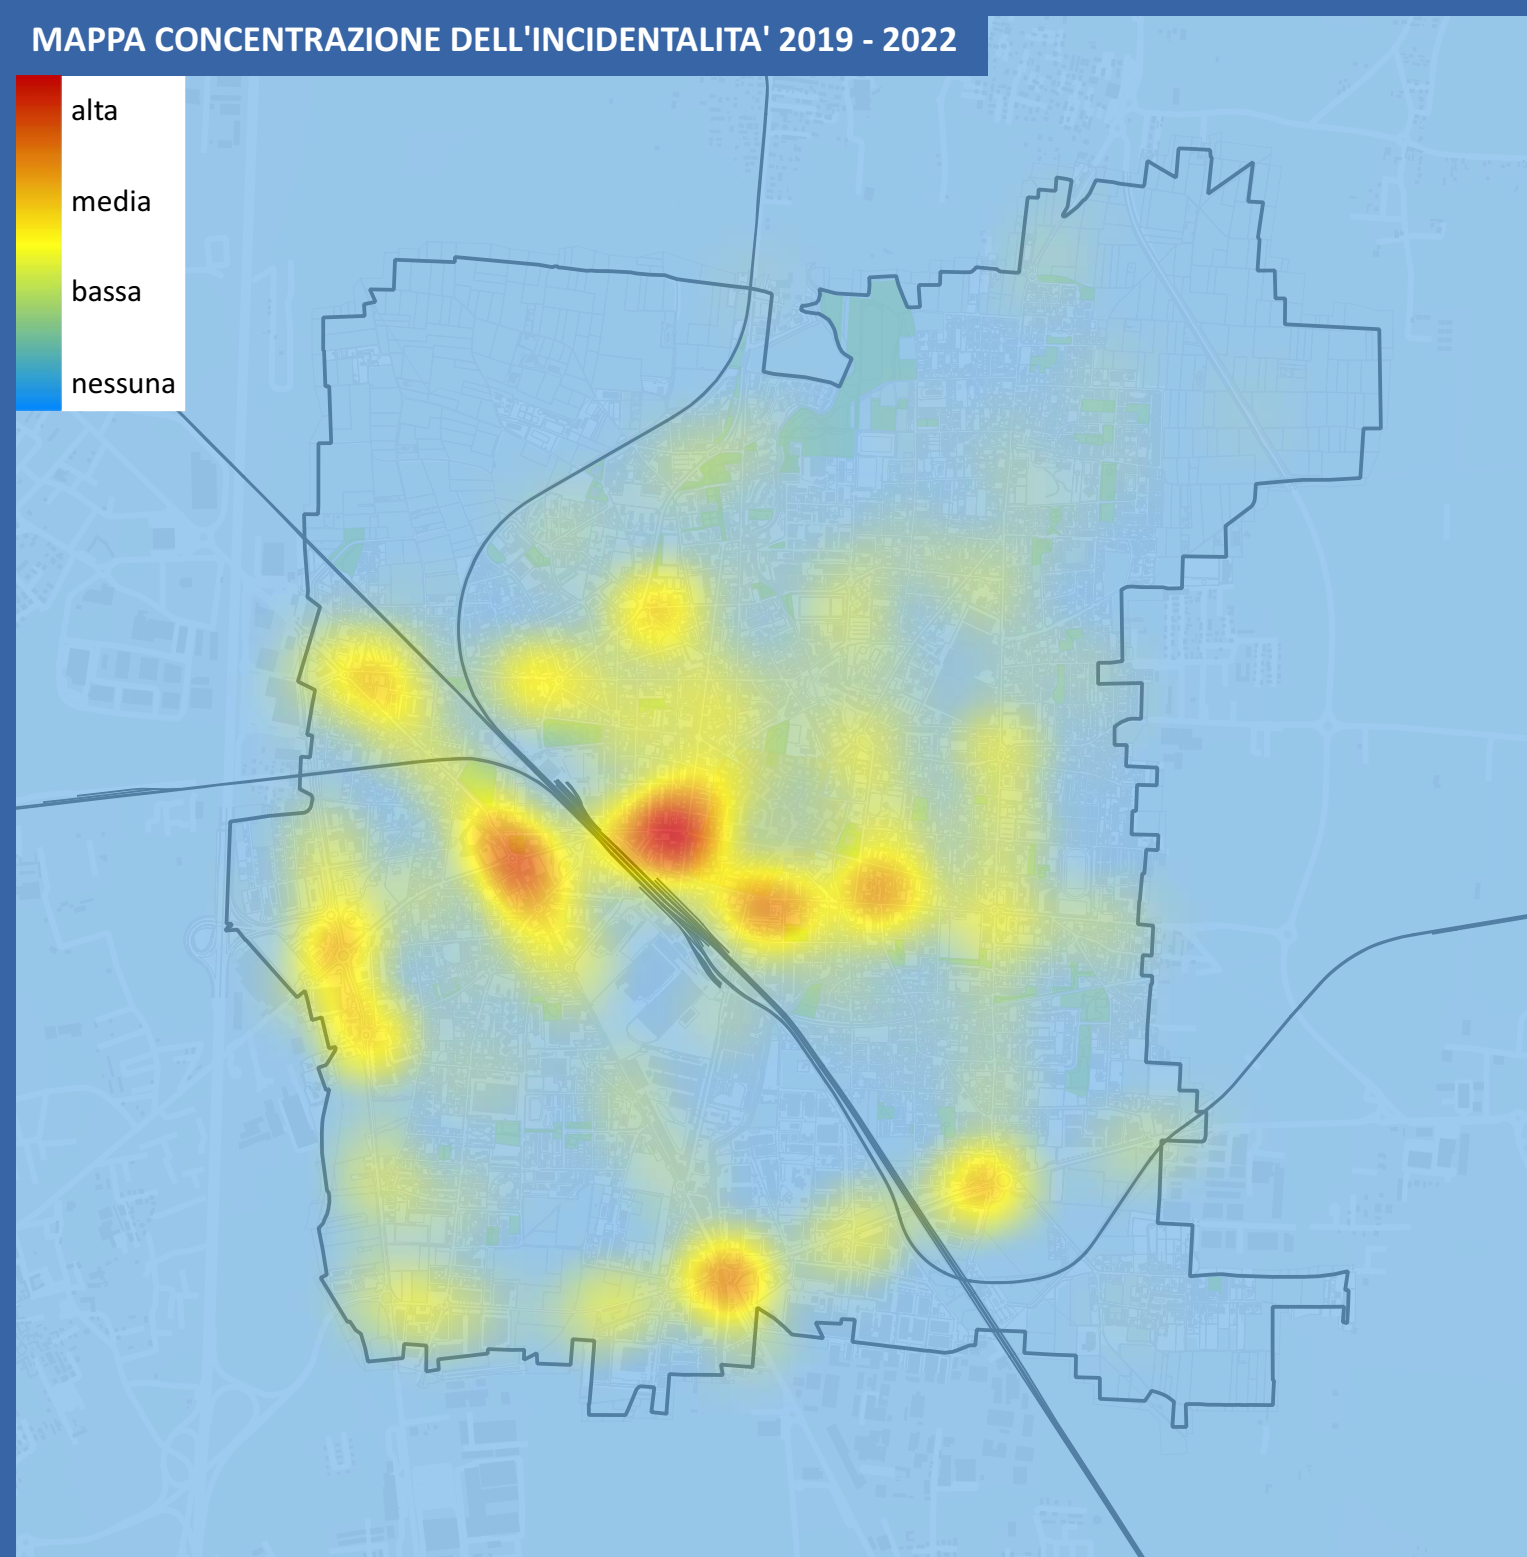 MAPPA CONCENTRAZIONE DELL'INCIDENTALITA' 2019 - 2022
alta
media
bassa
nessuna